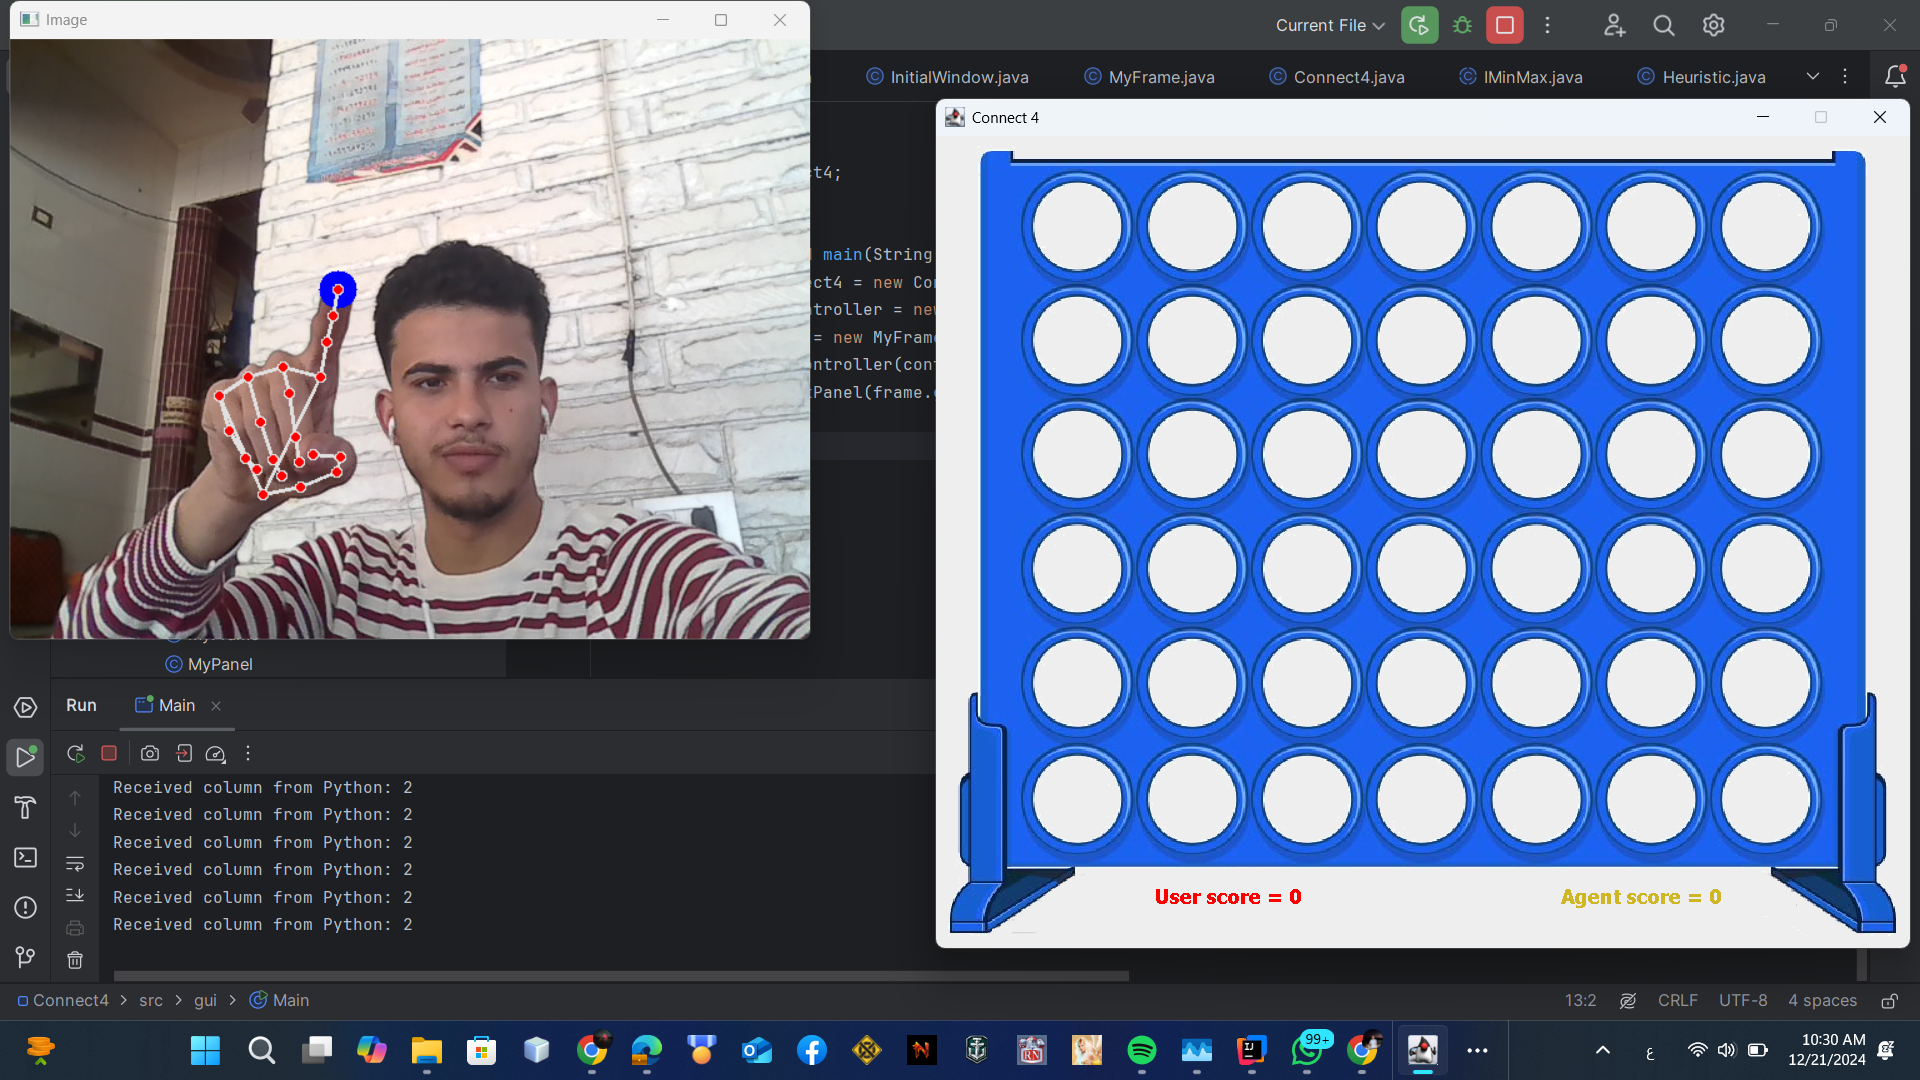 Image
Current File
InitialWindow.java
MyFrame.java
Connect4.java
IMinMax.java
Heuristic.java
Connect 4
ct4;
main(String
ct4 = new Co
troller = ne
= new MyFrame
ntroller(con
Panel(frame.
MyPanel
Run
Main
Received column from Python: 2
Received column from Python: 2
Received column from Python: 2
Received column from Python: 2
Received column from Python: 2
Received column from Python: 2
User score = 0
Agent score = 0
Connect4 > src > gui > Main
13:2
CRLF
UTF-8
4 spaces
99+
ع
10:30 AM
12/21/2024